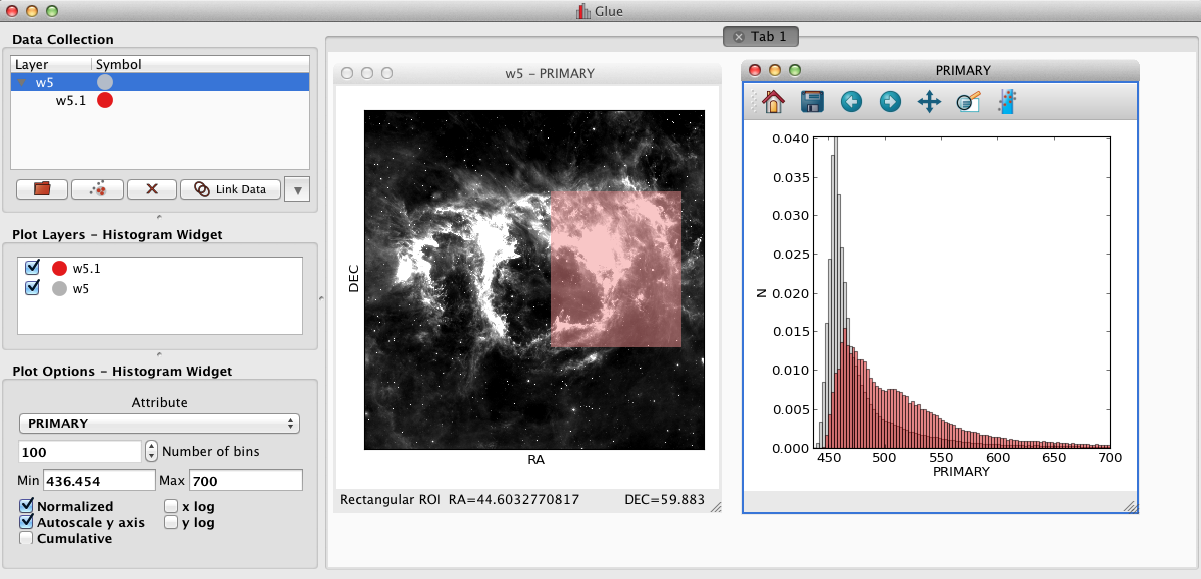 Glue
Data Collection
Layer Symbol
w5
w5.1
Link Data
Plot Layers - Histogram Widget
w5.1
w5
Plot Options - Histogram Widget
Attribute
PRIMARY
100 Number of bins
Min 436.454 Max 700
Normalized x log
Autoscale y axis y log
Cumulative
Tab 1
w5 - PRIMARY
DEC
RA
Rectangular ROI RA=44.6032770817 DEC=59.883
PRIMARY
0.040
0.035
0.030
0.025
0.020
0.015
0.010
0.005
0.000
N
450 500 550 600 650 700
PRIMARY